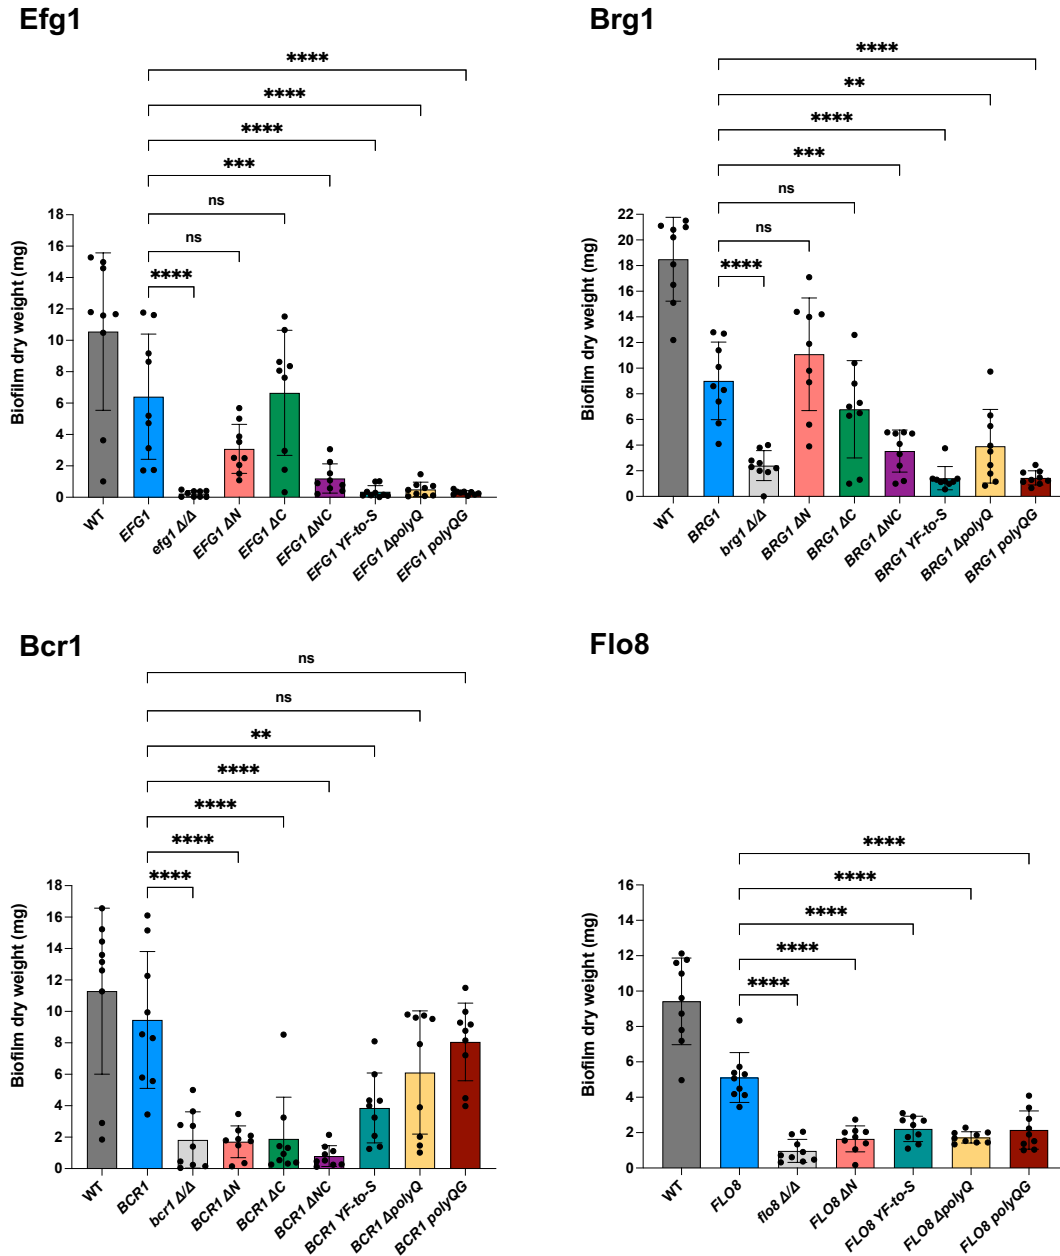 Efg1
****
****
****
***
ns
ns
****
Biofilm dry weight (mg)
18
16
14
12
10
8
6
4
2
0
WT
EFG1
efg1 Δ/Δ
EFG1 ΔN
EFG1 ΔC
EFG1 ΔNC
EFG1 YF-to-S
EFG1 ΔpolyQ
EFG1 polyQG
Brg1
****
**
****
***
ns
ns
****
Biofilm dry weight (mg)
22
20
18
16
14
12
10
8
6
4
2
0
WT
BRG1
brg1 Δ/Δ
BRG1 ΔN
BRG1 ΔC
BRG1 ΔNC
BRG1 YF-to-S
BRG1 ΔpolyQ
BRG1 polyQG
Bcr1
ns
ns
**
****
****
****
****
Biofilm dry weight (mg)
18
16
14
12
10
8
6
4
2
0
WT
BCR1
bcr1 Δ/Δ
BCR1 ΔN
BCR1 ΔC
BCR1 ΔNC
BCR1 YF-to-S
BCR1 ΔpolyQ
BCR1 polyQG
Flo8
****
****
****
****
****
Biofilm dry weight (mg)
16
14
12
10
8
6
4
2
0
WT
FLO8
flo8 Δ/Δ
FLO8 ΔN
FLO8 YF-to-S
FLO8 ΔpolyQ
FLO8 polyQG